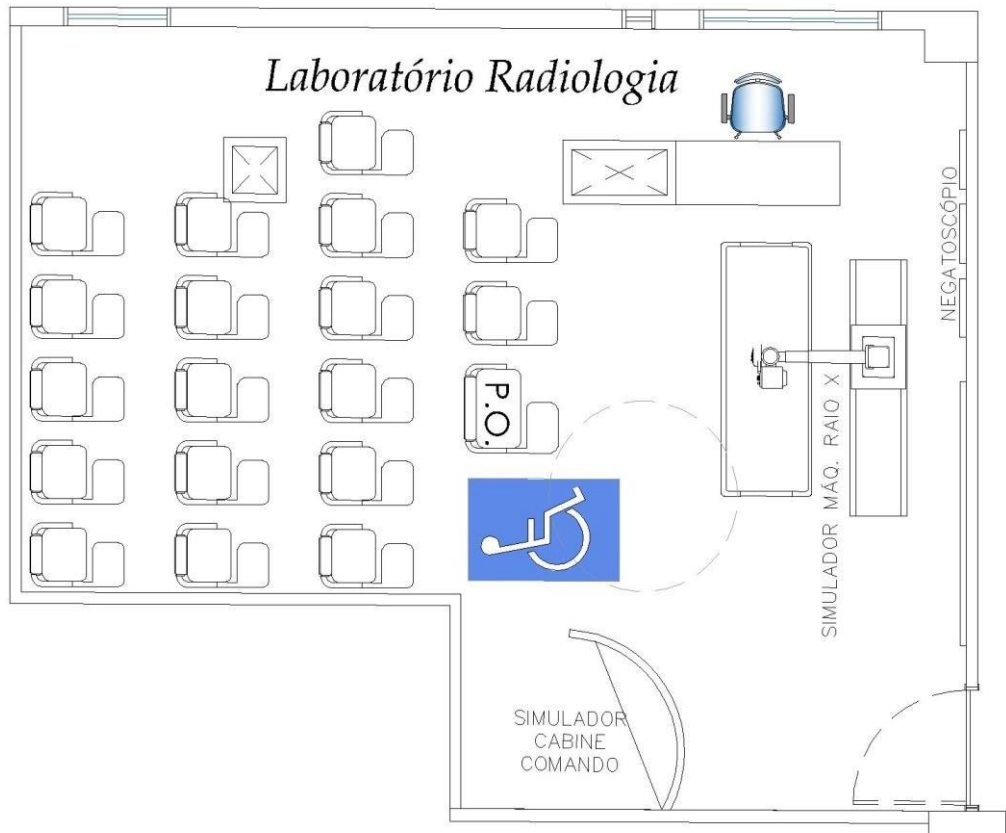 Laboratório Radiologia
NEGATOSCÓPIO
P.O.
SIMULADOR MÁQ. RAIO X
SIMULADOR
CABINE
COMANDO